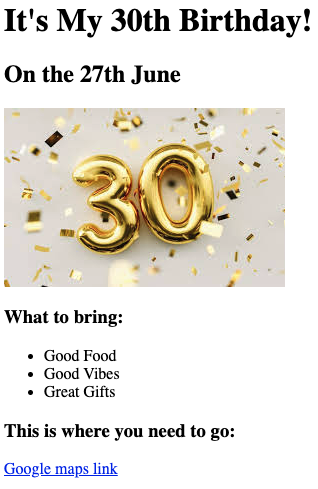 It's My 30th Birthday!
On the 27th June
30
What to bring:
Good Food
Good Vibes
Great Gifts
This is where you need to go:
Google maps link